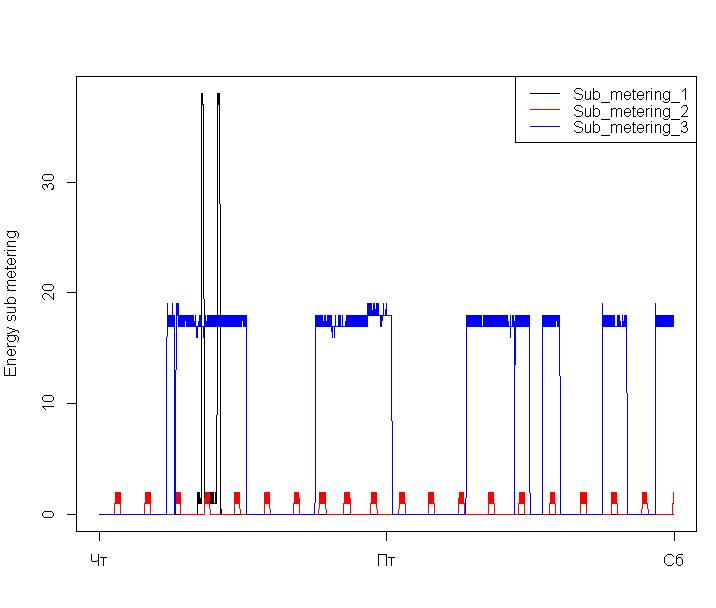 Sub_metering_1
Sub_metering_2
Sub_metering_3
Energy sub metering
30
20
10
0
Чт
Пт
Сб